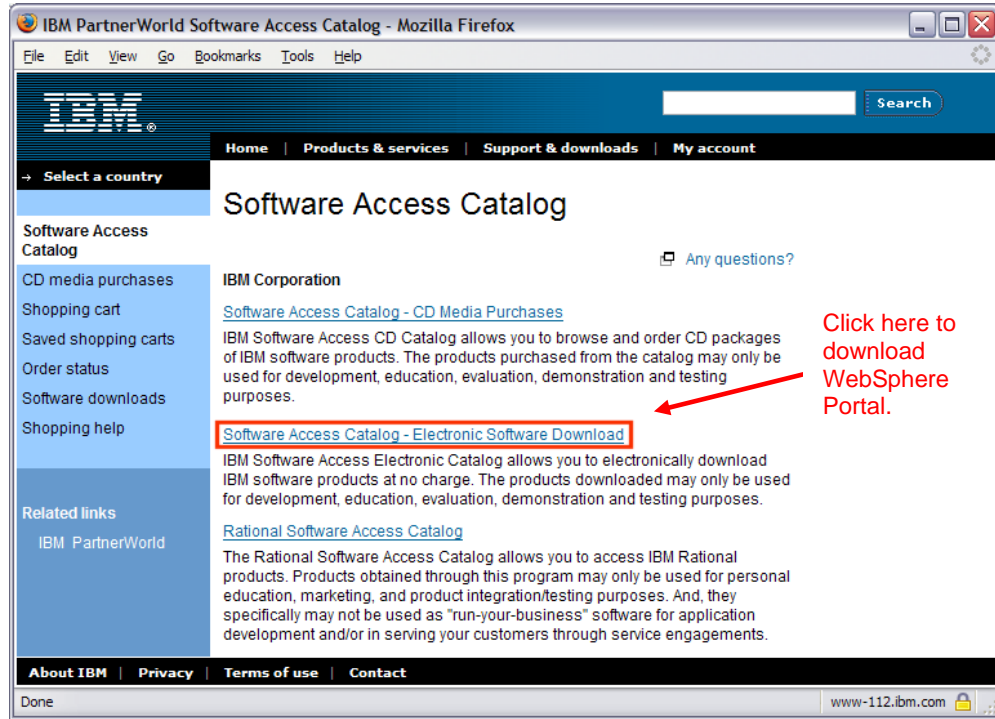 IBM PartnerWorld Software Access Catalog - Mozilla Firefox
File Edit View Go Bookmarks Tools Help
IBM®
Search
Home | Products & services | Support & downloads | My account
→ Select a country
Software Access Catalog
Software Access
Catalog
Any questions?
CD media purchases
Shopping cart
Saved shopping carts
Order status
Software downloads
Shopping help
Related links
IBM PartnerWorld
IBM Corporation
Software Access Catalog - CD Media Purchases
IBM Software Access CD Catalog allows you to browse and order CD packages
of IBM software products. The products purchased from the catalog may only be
used for development, education, evaluation, demonstration and testing
purposes.
Software Access Catalog - Electronic Software Download
IBM Software Access Electronic Catalog allows you to electronically download
IBM software products at no charge. The products downloaded may only be used
for development, education, evaluation, demonstration and testing purposes.
Rational Software Access Catalog
The Rational Software Access Catalog allows you to access IBM Rational
products. Products obtained through this program may only be used for personal
education, marketing, and product integration/testing purposes. And, they
specifically may not be used as "run-your-business" software for application
development and/or in serving your customers through service engagements.
Click here to
download
WebSphere
Portal.
About IBM | Privacy | Terms of use | Contact
Done
www-112.ibm.com